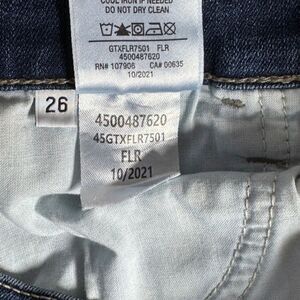 COOL IRON IF NEEDED
DO NOT DRY CLEAN
GTXFLR7501 FLR
4500487620
RN# 107906 CA# 00635
10/2021
26
4500487620
45GTXFLR7501
FLR
10/2021